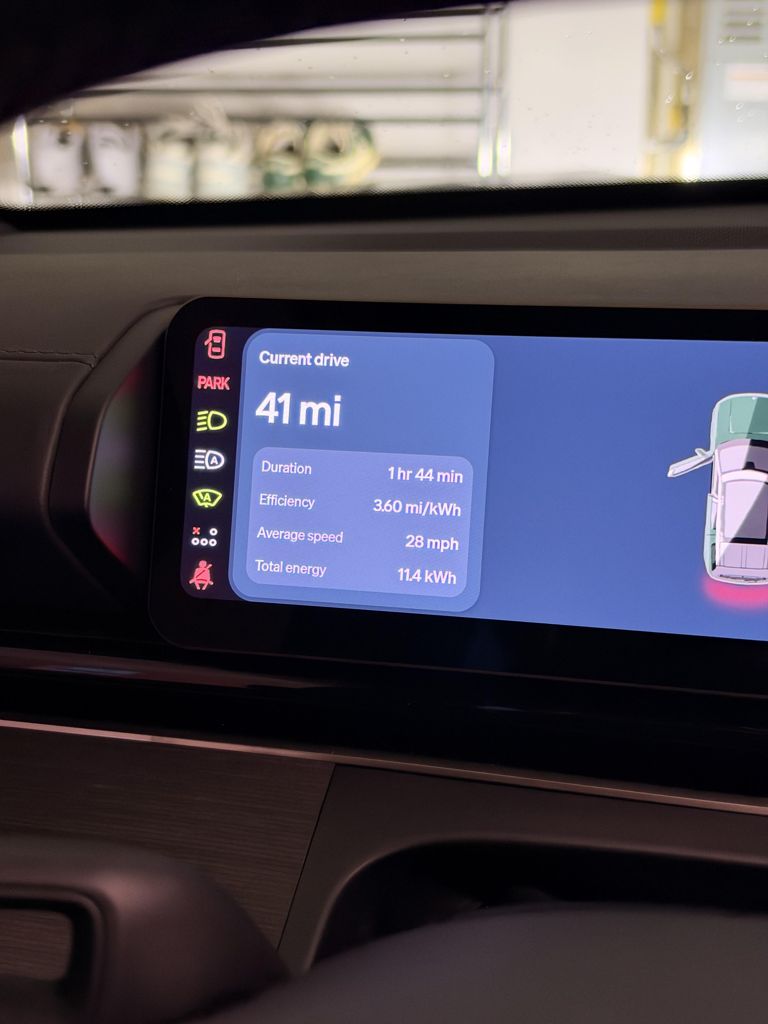 Current drive
PARK
41 mi
Duration 1 hr 44 min
A
Efficiency 3.60 mi/kWh
A
Average speed 28 mph
Total energy 11.4 kWh